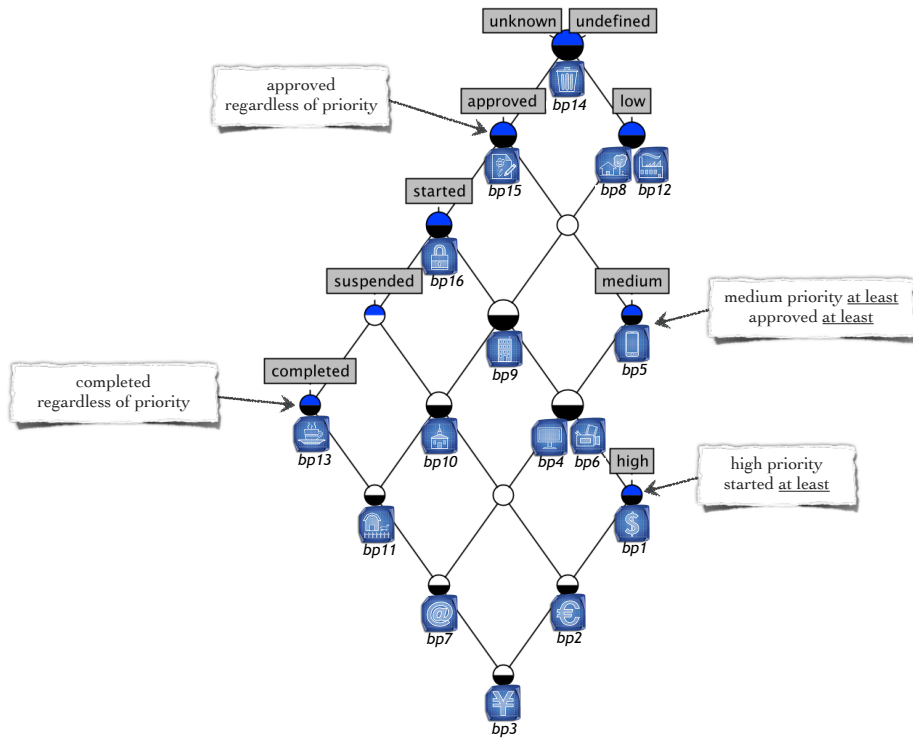 unknown undefined
bp14
approved
regardless of priority
approved
low
bp15
bp8
bp12
started
bp16
suspended
medium
medium priority at least
approved at least
bp9
bp5
completed
regardless of priority
completed
bp13
bp10
bp4
bp6
high
high priority
started at least
$
bp11
bp1
@
€
bp7
bp2
¥
bp3